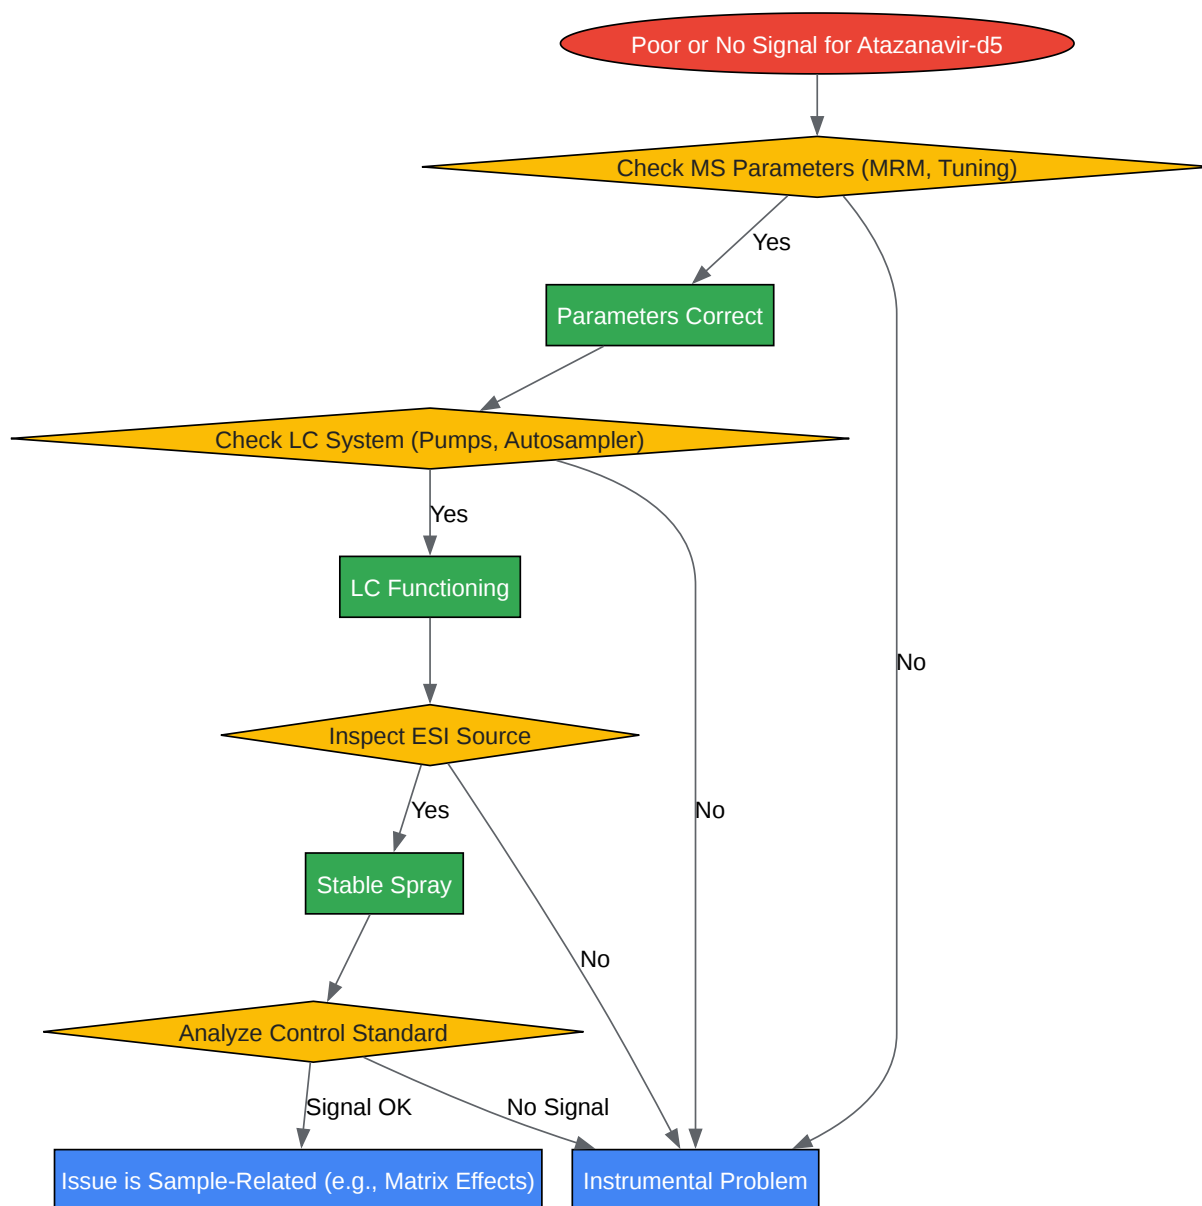 Poor or No Signal for Atazanavir-d5
Check MS Parameters (MRM, Tuning)
Yes
Parameters Correct
Check LC System (Pumps, Autosampler)
Yes
LC Functioning
No
Inspect ESI Source
Yes
No
Stable Spray
No
Analyze Control Standard
Signal OK
No Signal
Issue is Sample-Related (e.g., Matrix Effects)
Instrumental Problem